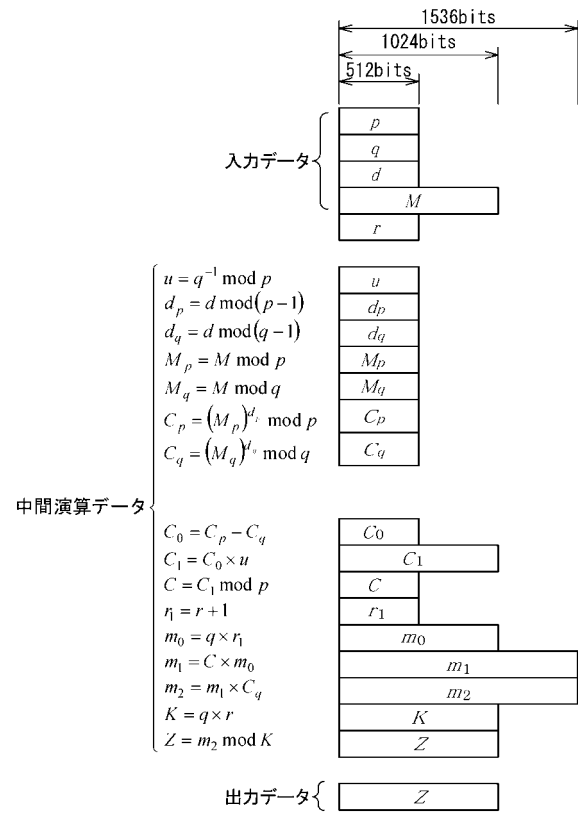 1536bits
1024bits
512bits
入力データ
p
q
d
M
r
中間演算データ
u = q⁻¹ mod p
u
d_p = d mod(p−1)
dp
d_q = d mod(q−1)
dq
M_p = M mod p
Mp
M_q = M mod q
Mq
C_p = (M_p)^{d_p} mod p
Cp
C_q = (M_q)^{d_q} mod q
Cq
C_0 = C_p − C_q
C0
C_1 = C_0 × u
C1
C = C_1 mod p
C
r_1 = r + 1
r1
m_0 = q × r_1
m0
m_1 = C × m_0
m1
m_2 = m_1 × C_q
m2
K = q × r
K
Z = m_2 mod K
Z
出力データ
Z